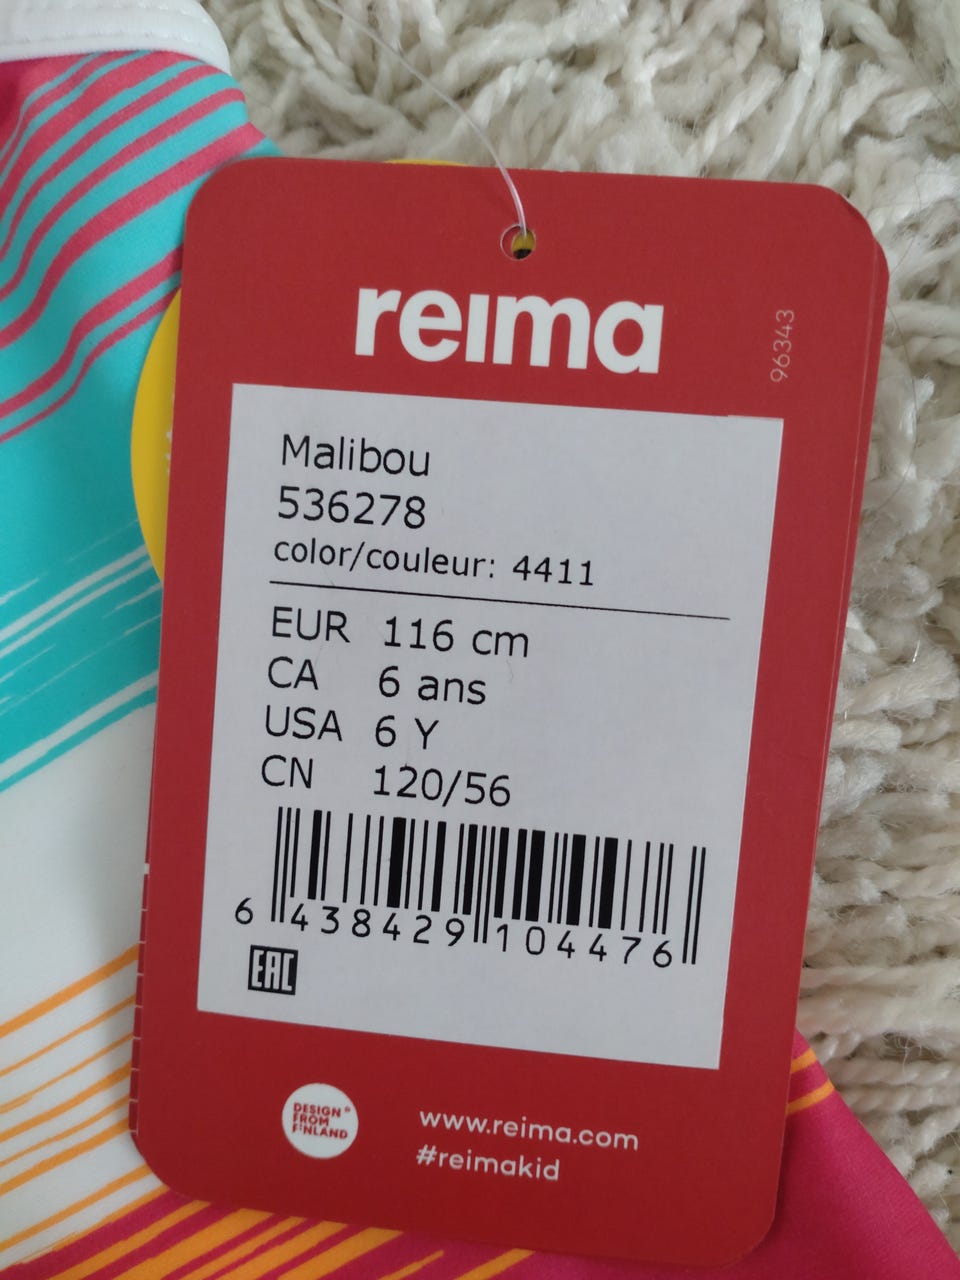 reima
96343
Malibou
536278
color/couleur: 4411
EUR 116 cm
CA 6 ans
USA 6 Y
CN 120/56
6 438429 104476
EAC
DESIGN®
FROM
FINLAND
www.reima.com
#reimakid